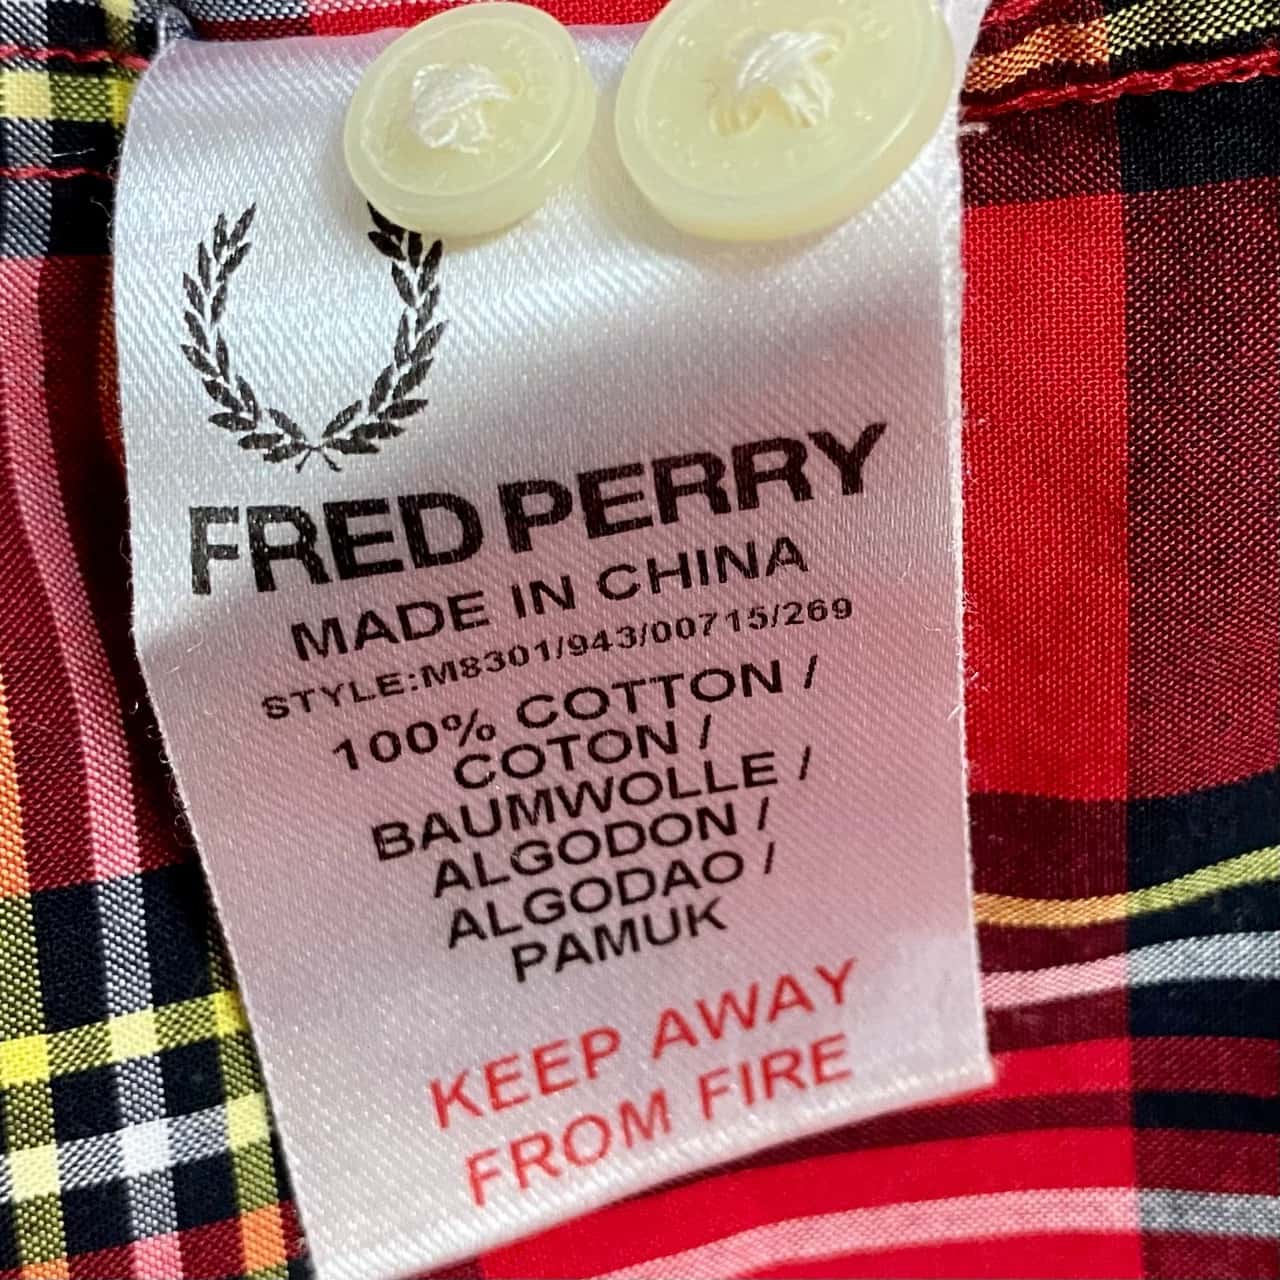 FRED PERRY
MADE IN CHINA
STYLE:M8301/943/00715/269
100% COTTON /
COTON /
BAUMWOLLE /
ALGODON /
ALGODAO /
PAMUK
KEEP AWAY
FROM FIRE